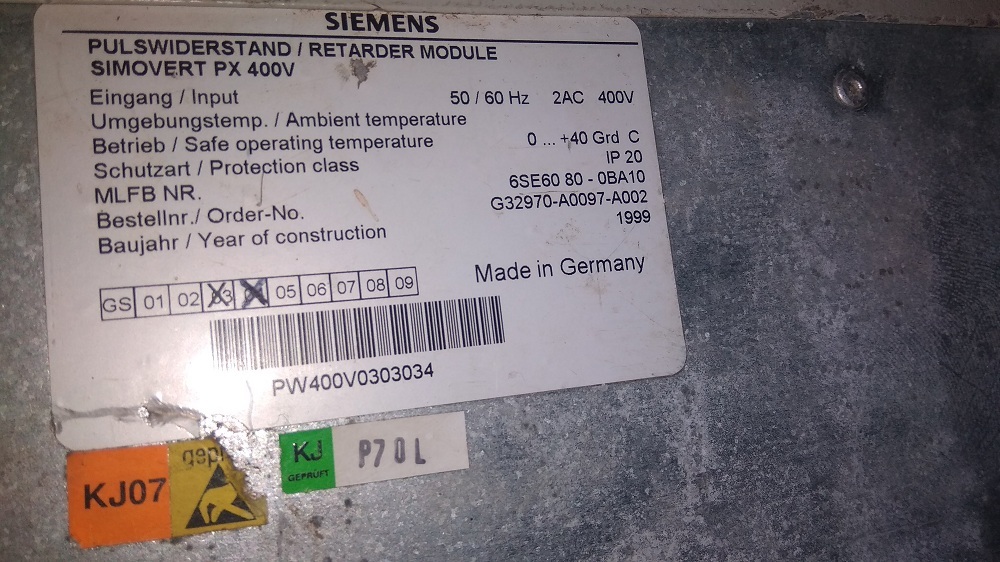 SIEMENS
PULSWIDERSTAND / RETARDER MODULE
SIMOVERT PX 400V
Eingang / Input 50 / 60 Hz 2AC 400V
Umgebungstemp. / Ambient temperature
Betrieb / Safe operating temperature 0 ... +40 Grd C
Schutzart / Protection class IP 20
MLFB NR. 6SE60 80 - 0BA10
Bestellnr./ Order-No. G32970-A0097-A002
Baujahr / Year of construction 1999
Made in Germany
GS 01 02 03 04 05 06 07 08 09
PW400V0303034
KJ GEPRÜFT P70L
KJ07